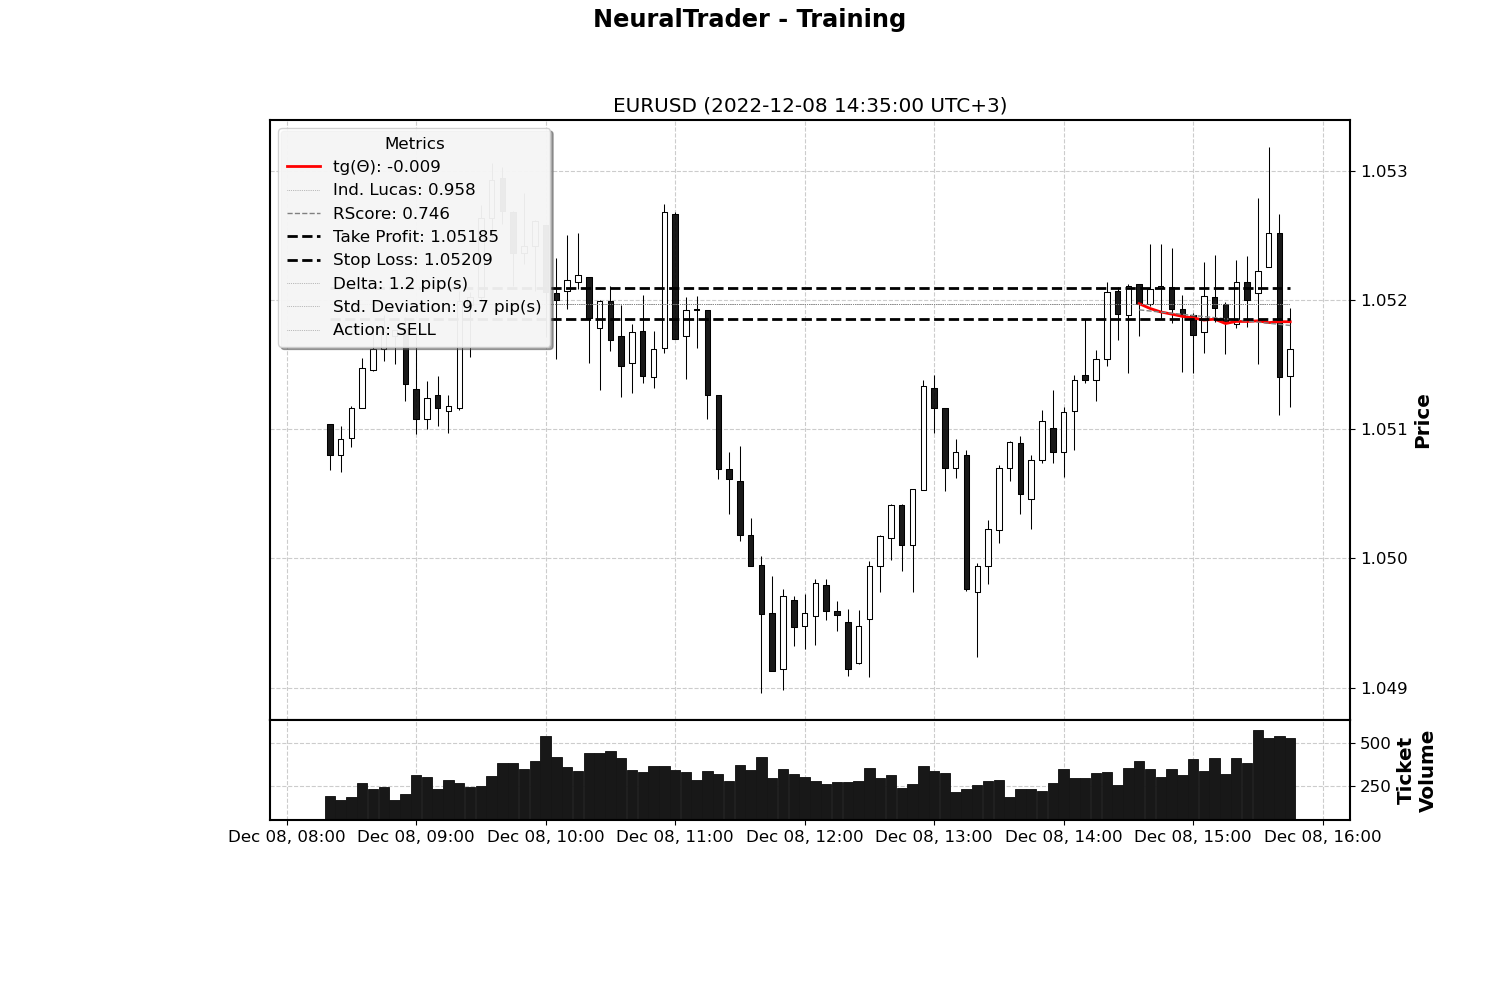 NeuralTrader - Training
EURUSD (2022-12-08 14:35:00 UTC+3)
Metrics
tg(Θ): -0.009
Ind. Lucas: 0.958
RScore: 0.746
Take Profit: 1.05185
Stop Loss: 1.05209
Delta: 1.2 pip(s)
Std. Deviation: 9.7 pip(s)
Action: SELL
1.053
1.052
1.051
1.050
1.049
Price
500
250
Ticket
Volume
Dec 08, 08:00
Dec 08, 09:00
Dec 08, 10:00
Dec 08, 11:00
Dec 08, 12:00
Dec 08, 13:00
Dec 08, 14:00
Dec 08, 15:00
Dec 08, 16:00